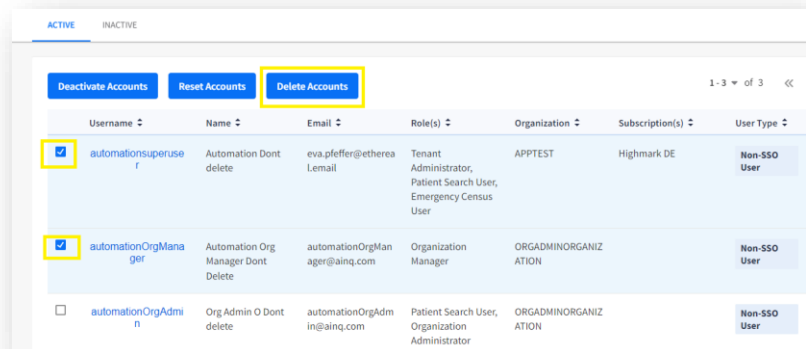 ACTIVE INACTIVE
Deactivate Accounts Reset Accounts Delete Accounts 1 - 3 of 3
Username Name Email Role(s) Organization Subscription(s) User Type
automationsuperuse Automation Dont eva.pfeffer@etherea Tenant APPTEST Highmark DE Non-SSO
r delete l.email Administrator, User
Patient Search User,
Emergency Census
User
automationOrgMana Automation Org automationOrgMan Organization ORGADMINORGANIZ Non-SSO
ger Manager Dont ager@ainq.com Manager ATION User
Delete
automationOrgAdmi Org Admin O Dont automationOrgAdm Patient Search User, ORGADMINORGANIZ Non-SSO
n delete in@ainq.com Organization ATION User
Administrator